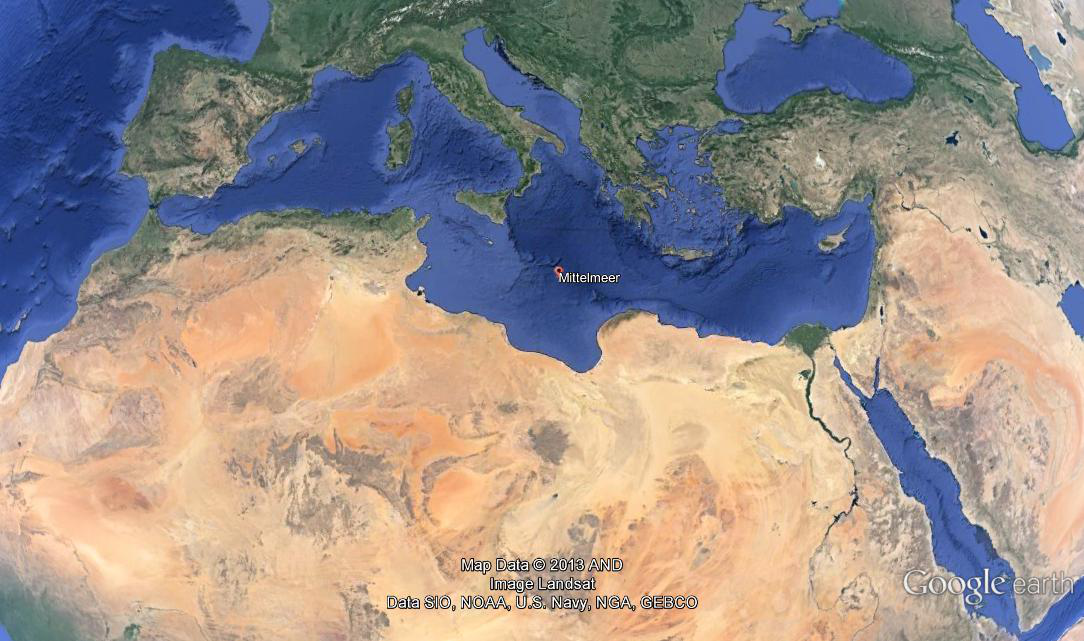 Mittelmeer
Map Data © 2013 AND
Image Landsat
Data SIO, NOAA, U.S. Navy, NGA, GEBCO
Google earth